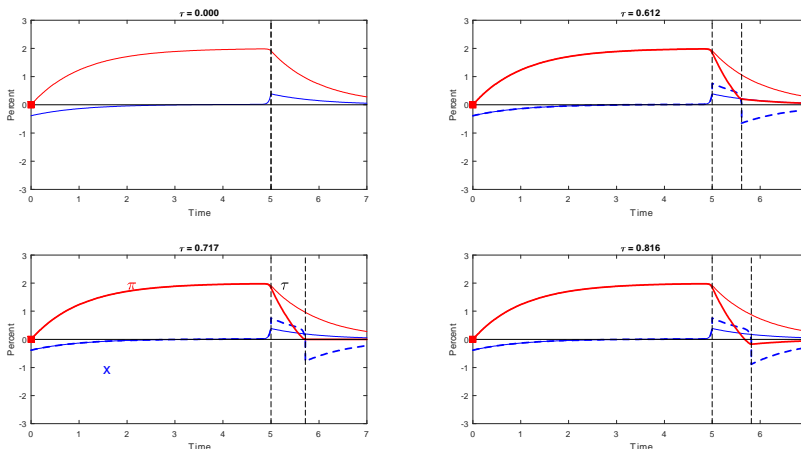 τ = 0.000
3
2
1
0
-1
-2
-3
Percent
0 1 2 3 4 5 6 7
Time
τ = 0.612
3
2
1
0
-1
-2
-3
Percent
0 1 2 3 4 5 6
Time
τ = 0.717
3
2
1
0
-1
-2
-3
Percent
π
τ
x
0 1 2 3 4 5 6 7
Time
τ = 0.816
3
2
1
0
-1
-2
-3
Percent
0 1 2 3 4 5 6
Time